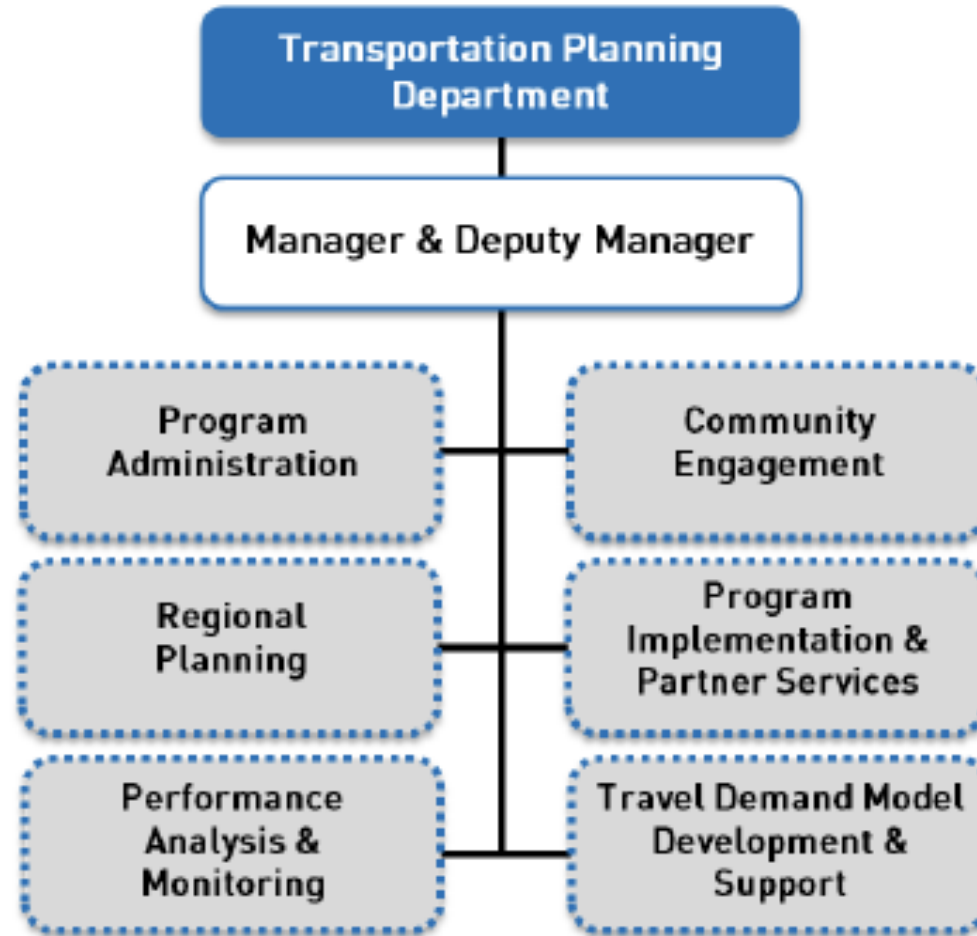 Transportation Planning
Department
Manager & Deputy Manager
Program
Administration
Community
Engagement
Regional
Planning
Program
Implementation &
Partner Services
Performance
Analysis &
Monitoring
Travel Demand Model
Development &
Support